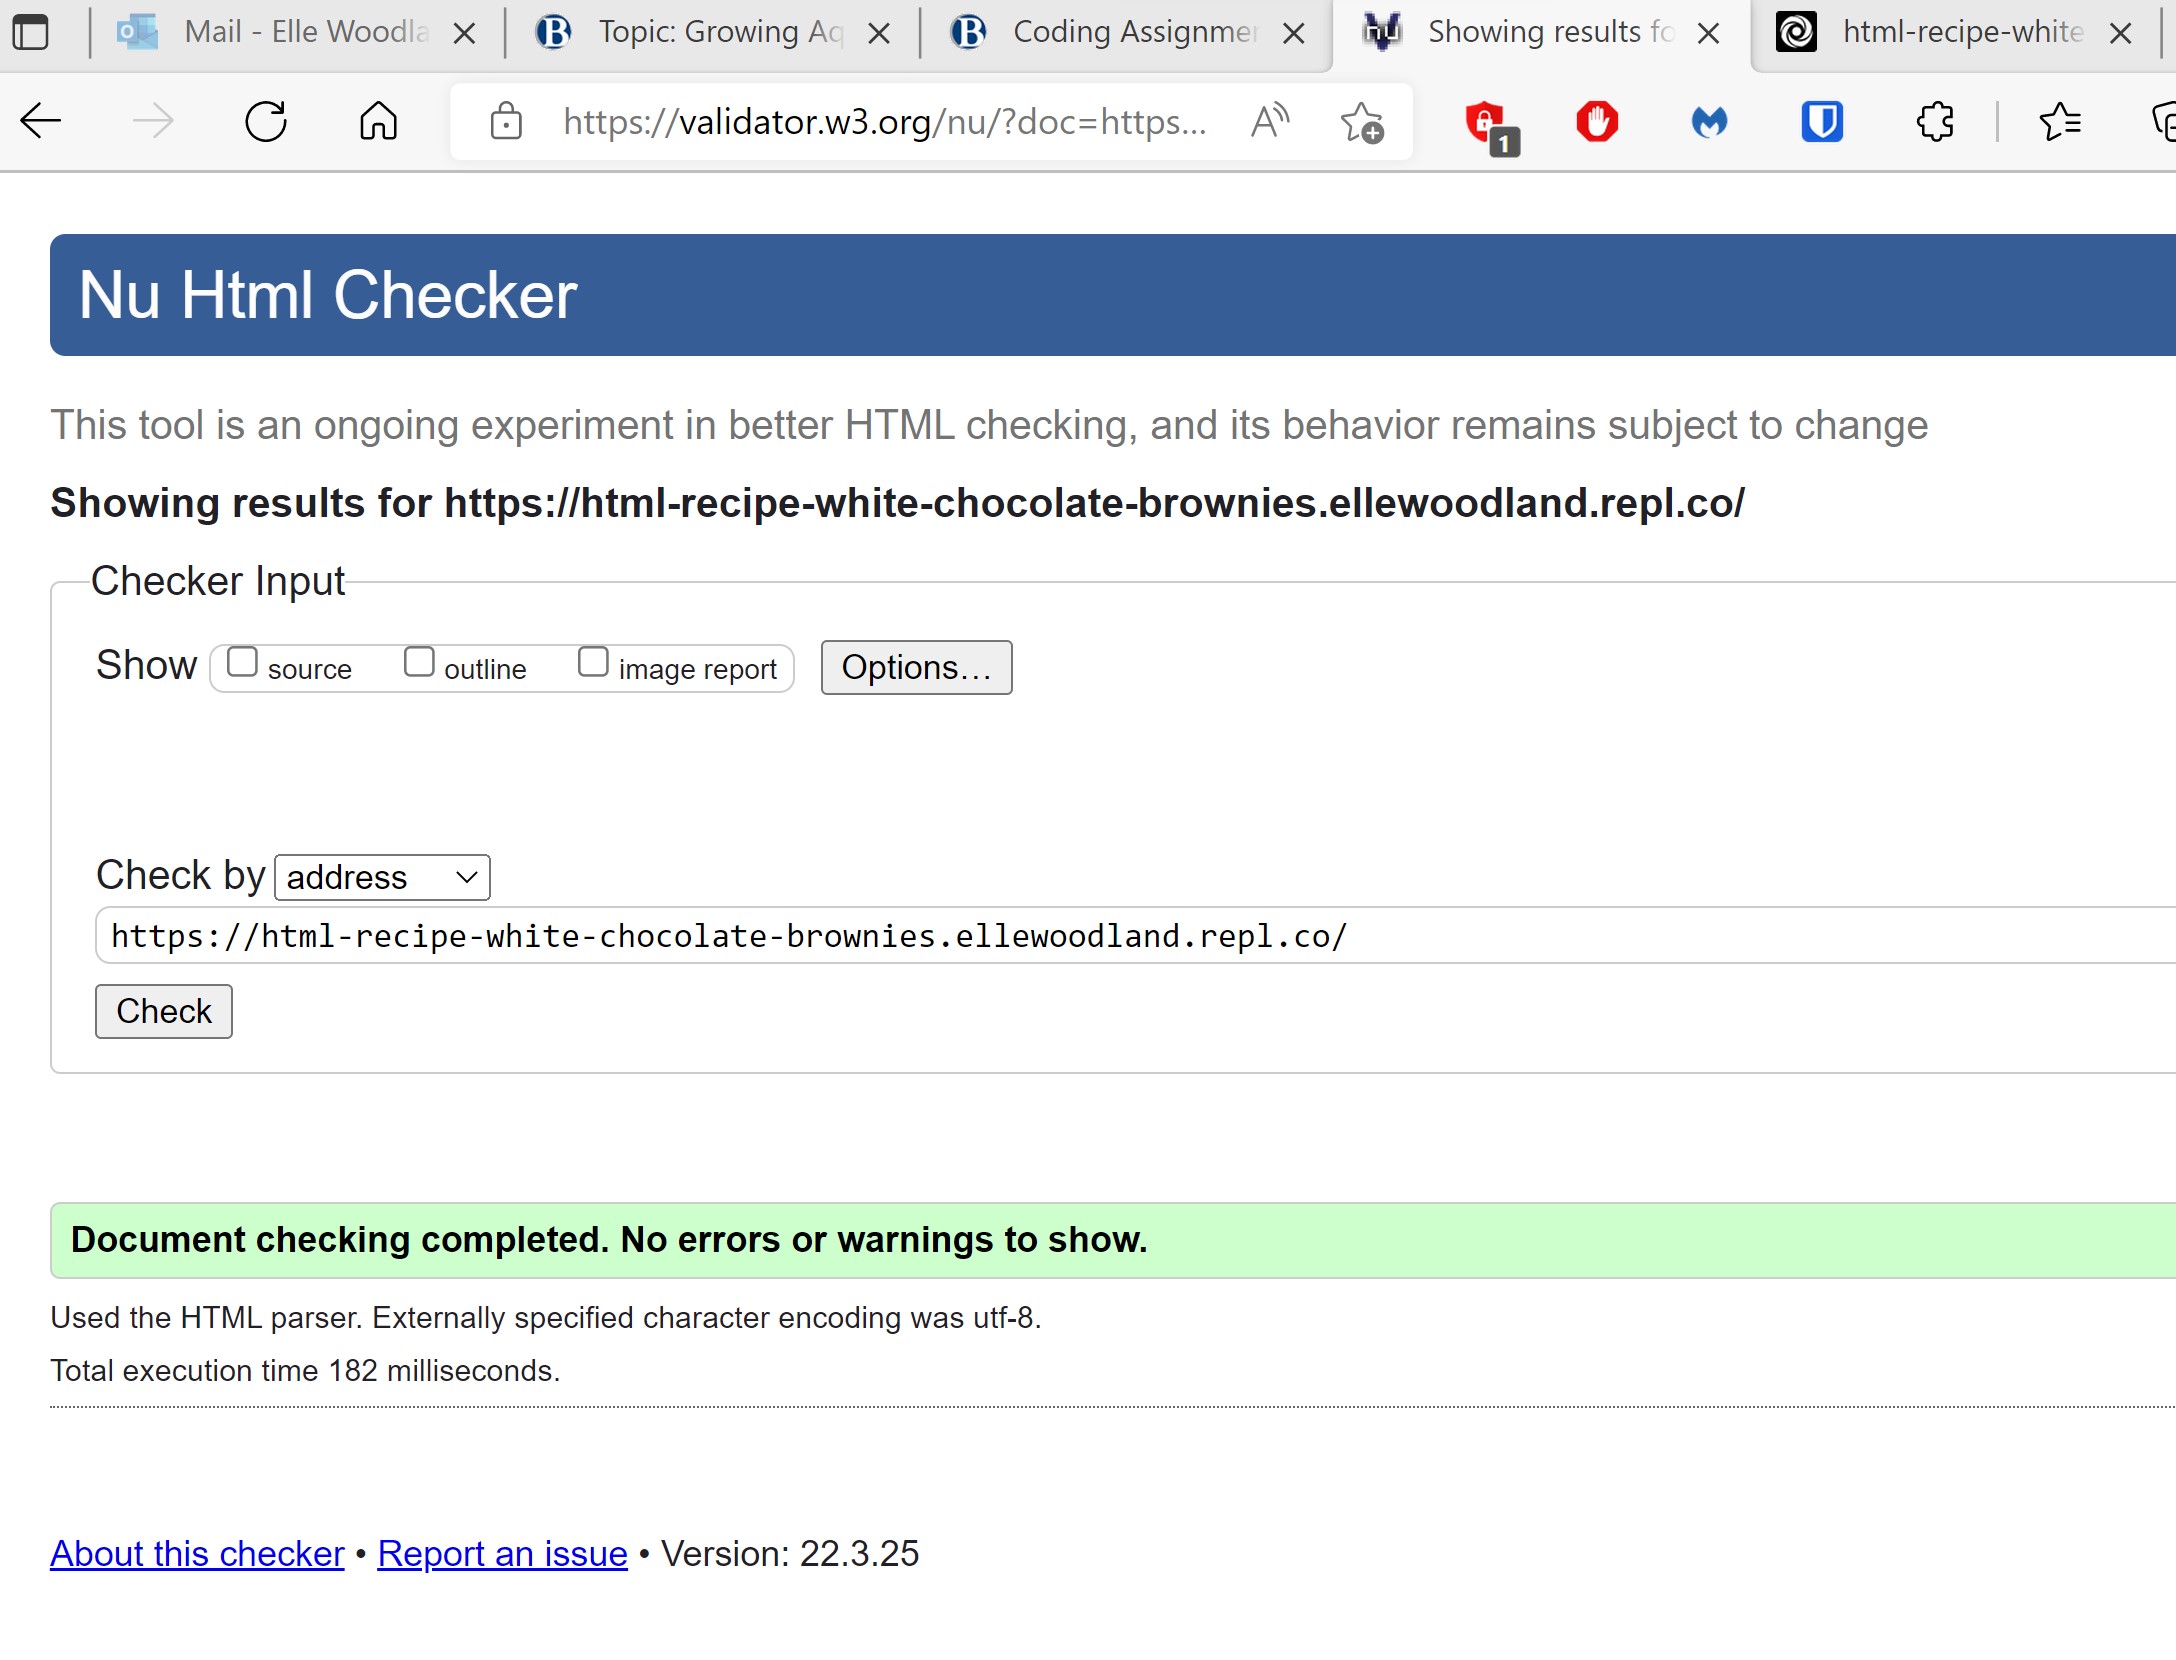 Mail - Elle Woodla
Topic: Growing Aq
Coding Assignmer
Showing results fo
html-recipe-white
https://validator.w3.org/nu/?doc=https...
1
Nu Html Checker
This tool is an ongoing experiment in better HTML checking, and its behavior remains subject to change
Showing results for https://html-recipe-white-chocolate-brownies.ellewoodland.repl.co/
Checker Input
Show source outline image report Options...
Check by address
https://html-recipe-white-chocolate-brownies.ellewoodland.repl.co/
Check
Document checking completed. No errors or warnings to show.
Used the HTML parser. Externally specified character encoding was utf-8.
Total execution time 182 milliseconds.
About this checker • Report an issue • Version: 22.3.25